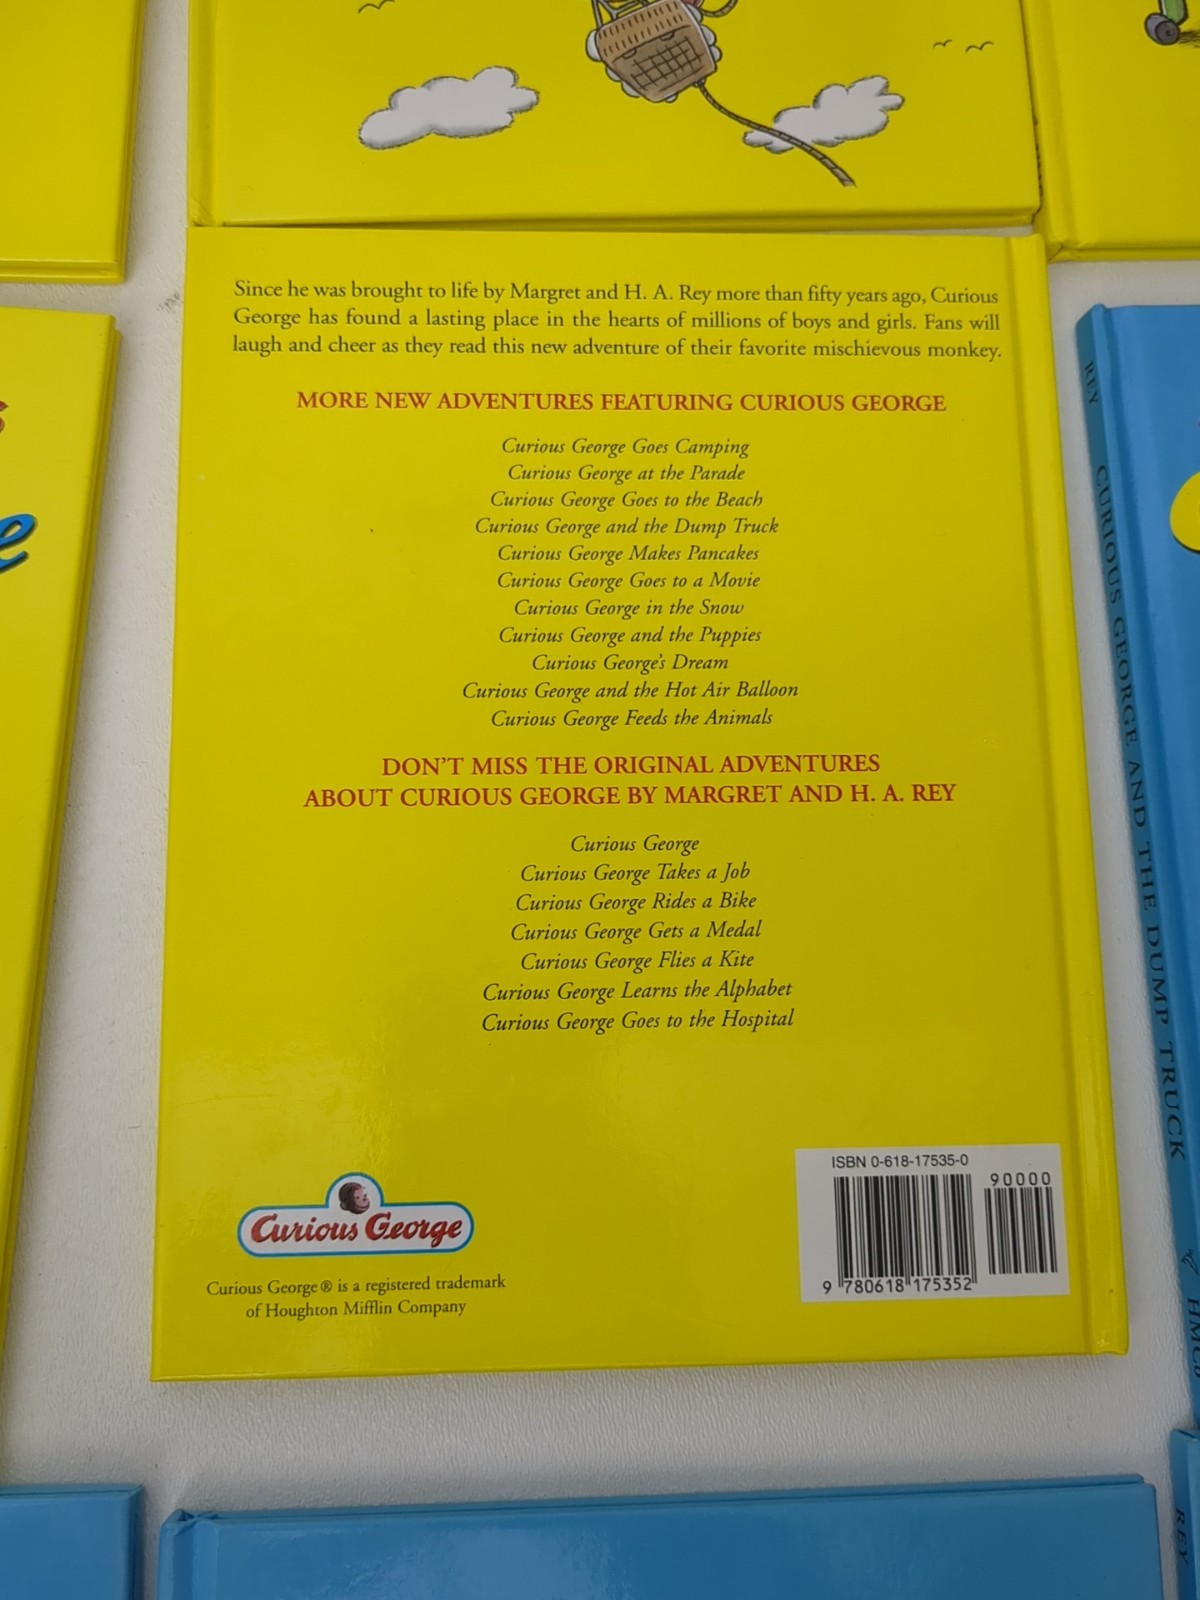 Since he was brought to life by Margret and H. A. Rey more than fifty years ago, Curious
George has found a lasting place in the hearts of millions of boys and girls. Fans will
laugh and cheer as they read this new adventure of their favorite mischievous monkey.
MORE NEW ADVENTURES FEATURING CURIOUS GEORGE
Curious George Goes Camping
Curious George at the Parade
Curious George Goes to the Beach
Curious George and the Dump Truck
Curious George Makes Pancakes
Curious George Goes to a Movie
Curious George in the Snow
Curious George and the Puppies
Curious George's Dream
Curious George and the Hot Air Balloon
Curious George Feeds the Animals
DON'T MISS THE ORIGINAL ADVENTURES
ABOUT CURIOUS GEORGE BY MARGRET AND H. A. REY
Curious George
Curious George Takes a Job
Curious George Rides a Bike
Curious George Gets a Medal
Curious George Flies a Kite
Curious George Learns the Alphabet
Curious George Goes to the Hospital
Curious George
Curious George® is a registered trademark
of Houghton Mifflin Company
ISBN 0-618-17535-0
90000
9 780618 175352
REY CURIOUS GEORGE AND THE DUMP TRUCK HMCO
REY